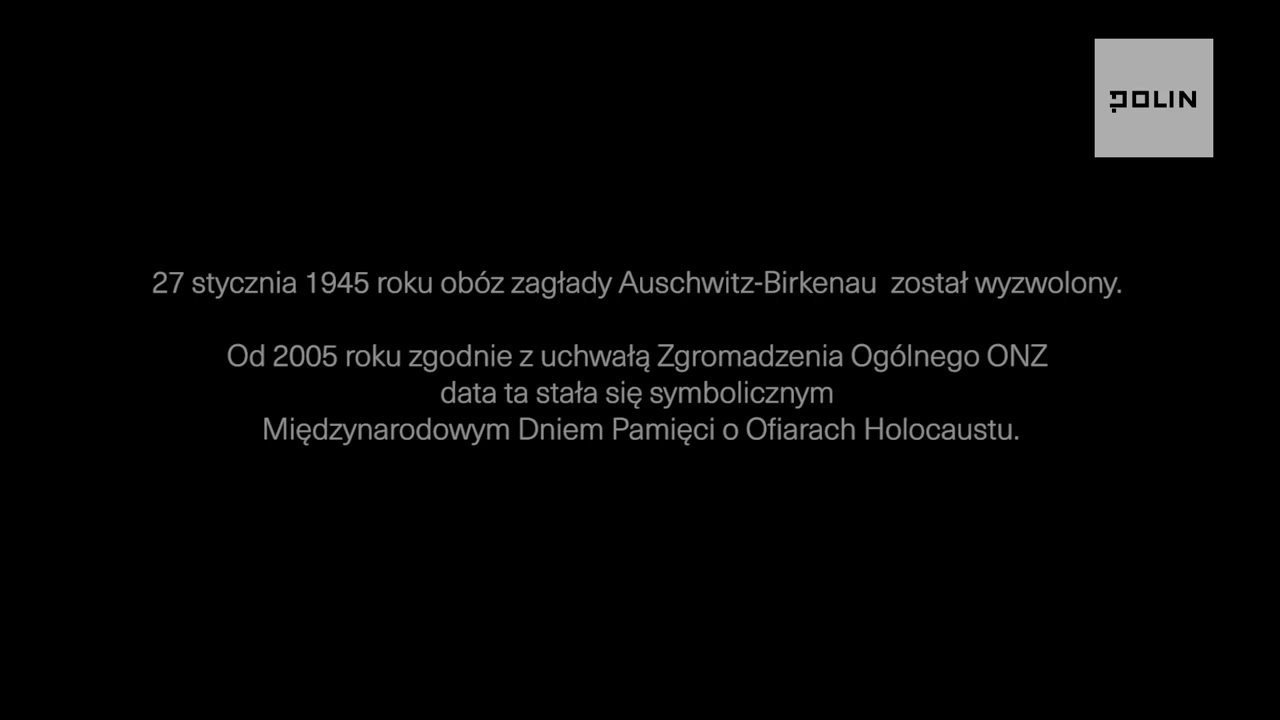 POLIN
27 stycznia 1945 roku obóz zagłady Auschwitz-Birkenau został wyzwolony.
Od 2005 roku zgodnie z uchwałą Zgromadzenia Ogólnego ONZ
data ta stała się symbolicznym
Międzynarodowym Dniem Pamięci o Ofiarach Holocaustu.